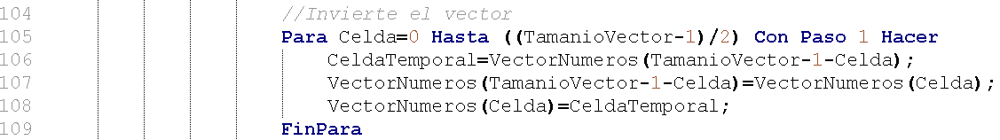 104 //Invierte el vector
105 Para Celda=0 Hasta ((TamanioVector-1)/2) Con Paso 1 Hacer
106 CeldaTemporal=VectorNumeros(TamanioVector-1-Celda);
107 VectorNumeros(TamanioVector-1-Celda)=VectorNumeros(Celda);
108 VectorNumeros(Celda)=CeldaTemporal;
109 FinPara